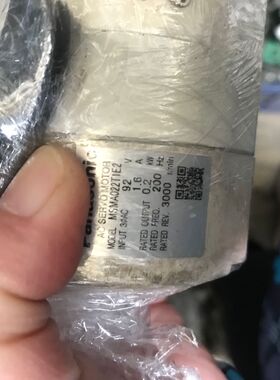 Panasonic
AC SERVO MOTOR
MODEL MSMA022T1E2
INPUT 3ØAC 92 V
1.6 A
RATED OUTPUT 0.2 kW
RATED FREQ. 200 Hz
RATED REV. 3000 r/min